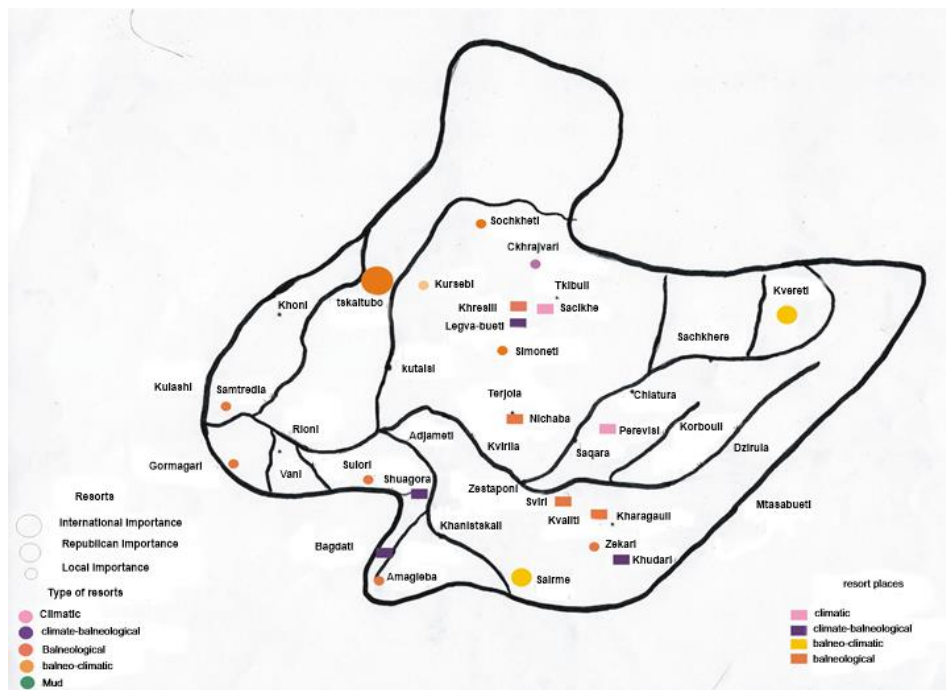 Sochkheti
Ckhrajvari
Kvereti
tskaltubo
Kursebi
Tkibuli
Khoni
Khresili
Sacikhe
Legva-bueti
Sachkhere
Simoneti
kutaisi
Kulashi
Samtredia
Terjola
Chiatura
Nichaba
Perevisi
Korbouli
Rioni
Adjameti
Kvirila
Saqara
Dzirula
Gormagari
Vani
Sulori
Shuagora
Zestaponi
Sviri
Mtasabueti
Resorts
Kvaliti
Kharagauli
International Importance
Khanistskali
Republican Importance
Bagdati
Zekari
Khudari
Local Importance
Amagleba
Sairme
Type of resorts
resort places
Climatic
climate-balneological
Balneological
balneo-climatic
Mud
climatic
climate-balneological
balneo-climatic
balneological